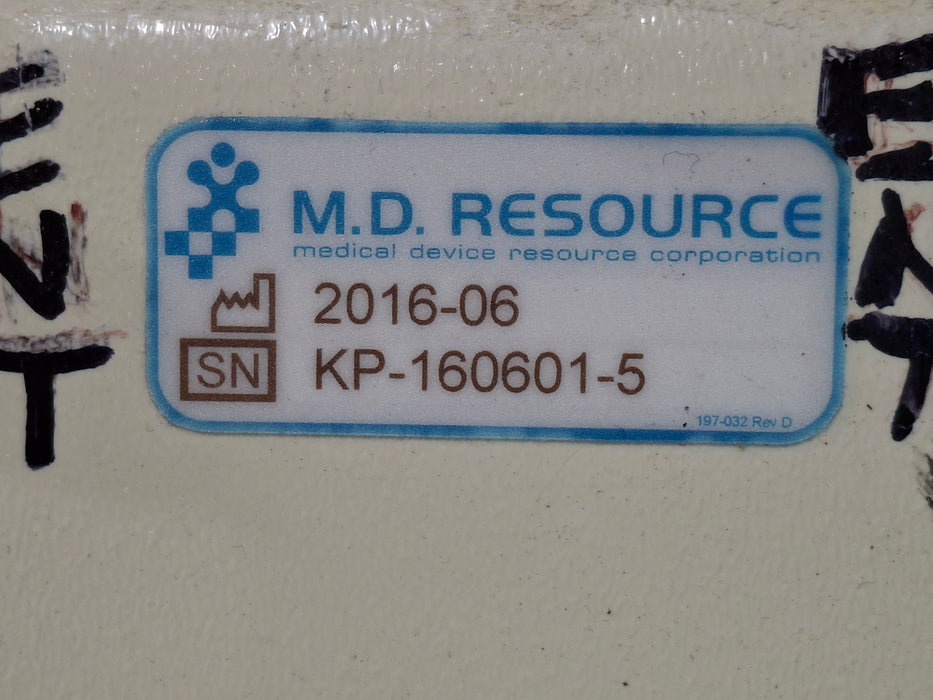 M.D. RESOURCE
medical device resource corporation
2016-06
SN KP-160601-5
197-032 Rev D
E
N
T
E
N
T